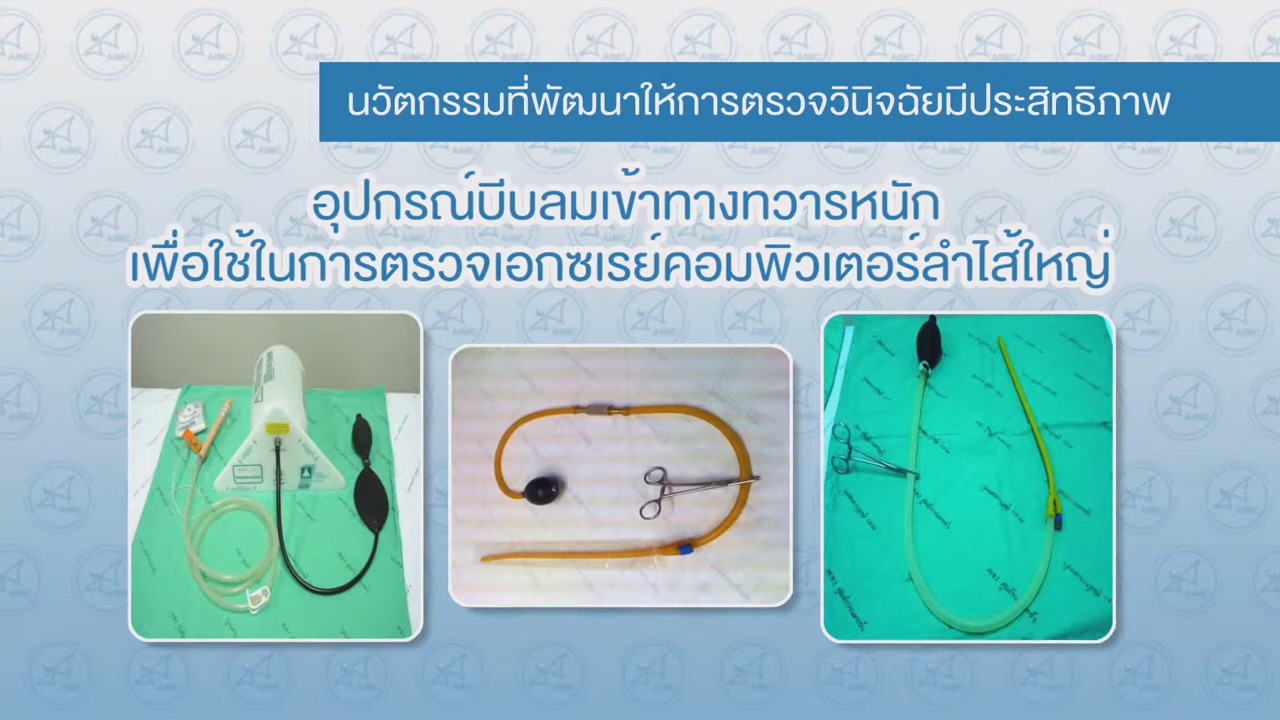 นวัตกรรมที่พัฒนาให้การตรวจวินิจฉัยมีประสิทธิภาพ
อุปกรณ์บีบลมเข้าทางทวารหนัก
เพื่อใช้ในการตรวจเอกซเรย์คอมพิวเตอร์ลำไส้ใหญ่
AIMC